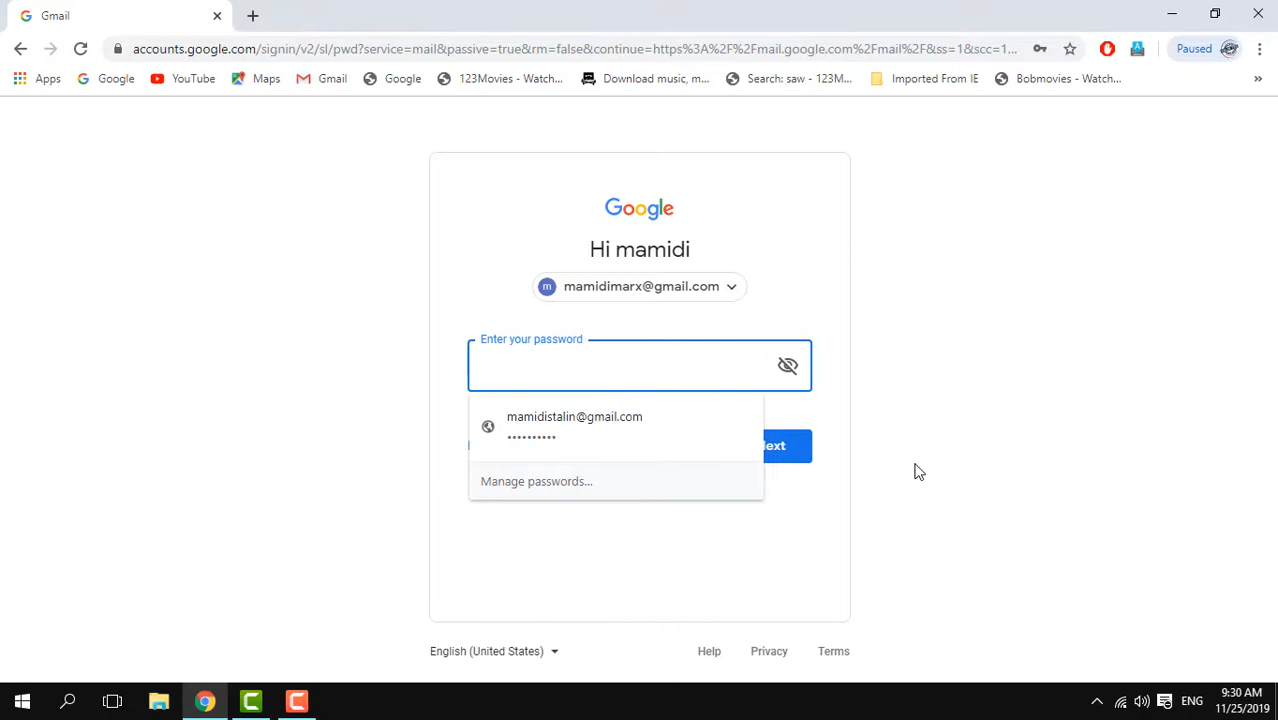 Gmail
accounts.google.com/signin/v2/sl/pwd?service=mail&passive=true&rm=false&continue=https%3A%2F%2Fmail.google.com%2Fmail%2F&ss=1&scc=1...
Paused
Apps
Google
YouTube
Maps
Gmail
Google
123Movies - Watch...
Download music, m...
Search: saw - 123M...
Imported From IE
Bobmovies - Watch...
»
Google
Hi mamidi
m
mamidimarx@gmail.com
Enter your password
mamidistalin@gmail.com
••••••••••
ext
Manage passwords...
English (United States)
Help
Privacy
Terms
ENG
9:30 AM
11/25/2019